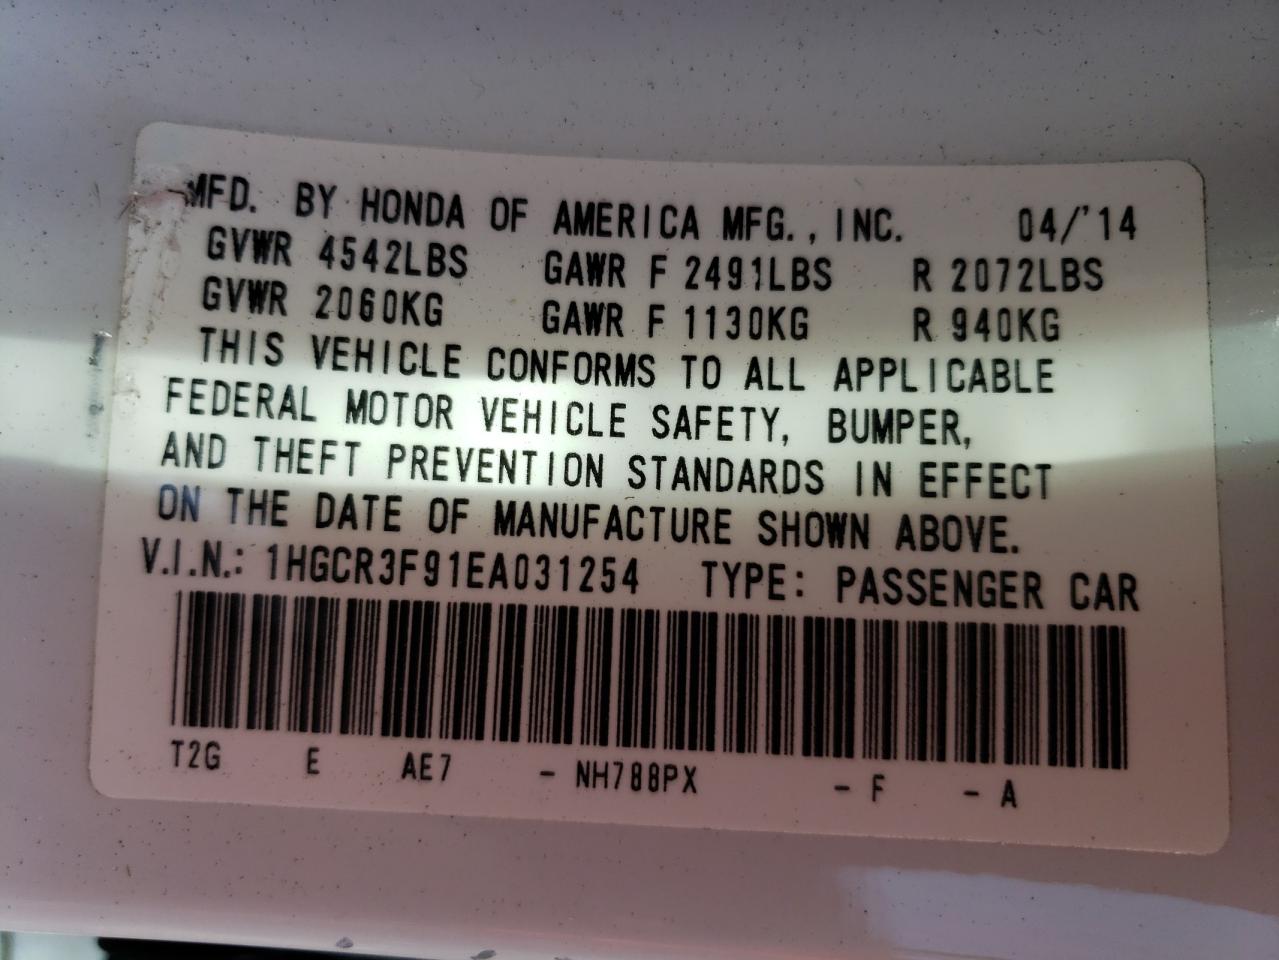 MFD. BY HONDA OF AMERICA MFG., INC. 04/'14
GVWR 4542LBS GAWR F 2491LBS R 2072LBS
GVWR 2060KG GAWR F 1130KG R 940KG
THIS VEHICLE CONFORMS TO ALL APPLICABLE
FEDERAL MOTOR VEHICLE SAFETY, BUMPER,
AND THEFT PREVENTION STANDARDS IN EFFECT
ON THE DATE OF MANUFACTURE SHOWN ABOVE.
V.I.N.: 1HGCR3F91EA031254 TYPE: PASSENGER CAR
T2G E AE7 - NH788PX - F - A